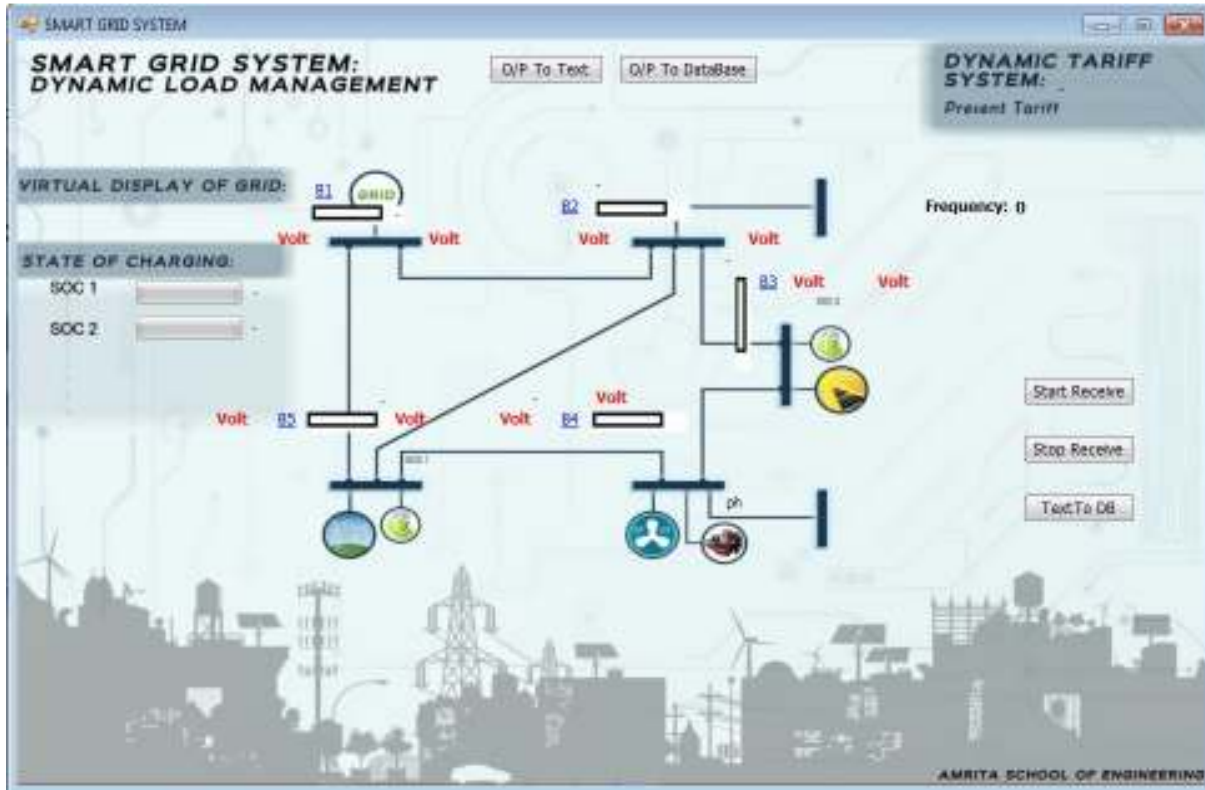 SMART GRID SYSTEM
SMART GRID SYSTEM:
DYNAMIC LOAD MANAGEMENT
O/P To Text
O/P To DataBase
DYNAMIC TARIFF
SYSTEM: -
Present Tariff
VIRTUAL DISPLAY OF GRID:
B1
GRID
-
B2
-
Frequency: 0
Volt
Volt
Volt
Volt
STATE OF CHARGING:
SOC 1
-
SOC 2
-
-
B3
Volt
Volt
Volt
B5
-
Volt
Volt
-
B4
Volt
Start Receive
Stop Receive
TextTo DB
ph
AMRITA SCHOOL OF ENGINEERING